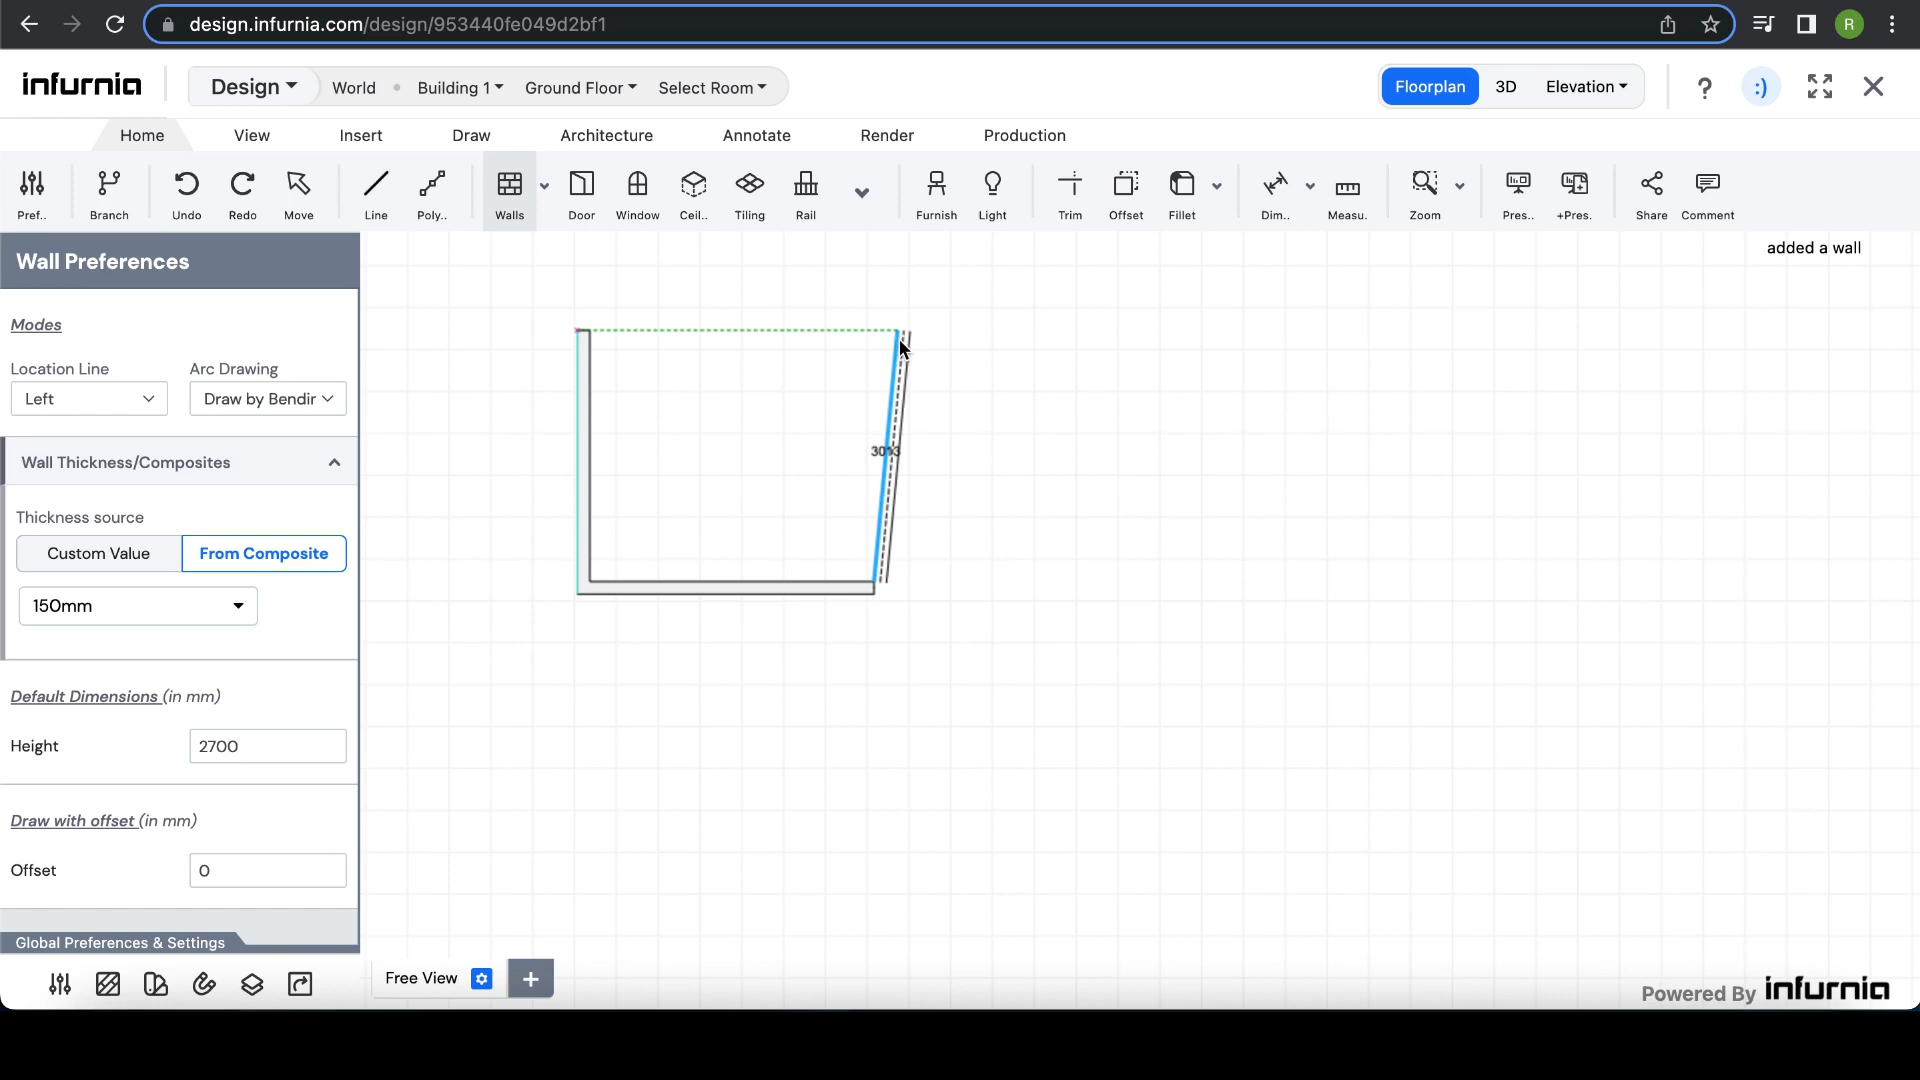 design.infurnia.com/design/953440fe049d2bf1
R
infurnia
Design World Building 1 Ground Floor Select Room
Floorplan 3D Elevation ? :)
Home View Insert Draw Architecture Annotate Render Production
Pref.. Branch Undo Redo Move Line Poly.. Walls Door Window Ceil.. Tiling Rail Furnish Light Trim Offset Fillet Dim.. Measu. Zoom Pres.. +Pres. Share Comment
Wall Preferences
added a wall
Modes
Location Line Arc Drawing
Left Draw by Bendir
Wall Thickness/Composites
Thickness source
Custom Value From Composite
150mm
Default Dimensions (in mm)
Height 2700
Draw with offset (in mm)
Offset 0
Global Preferences & Settings
Free View +
Powered By infurnia